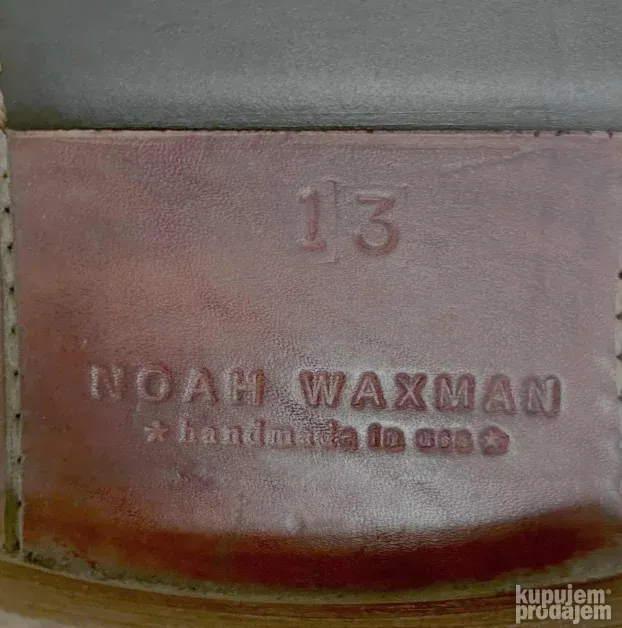 13
NOAH WAXMAN
★ handmade in usa ★
kupujem
prodajem